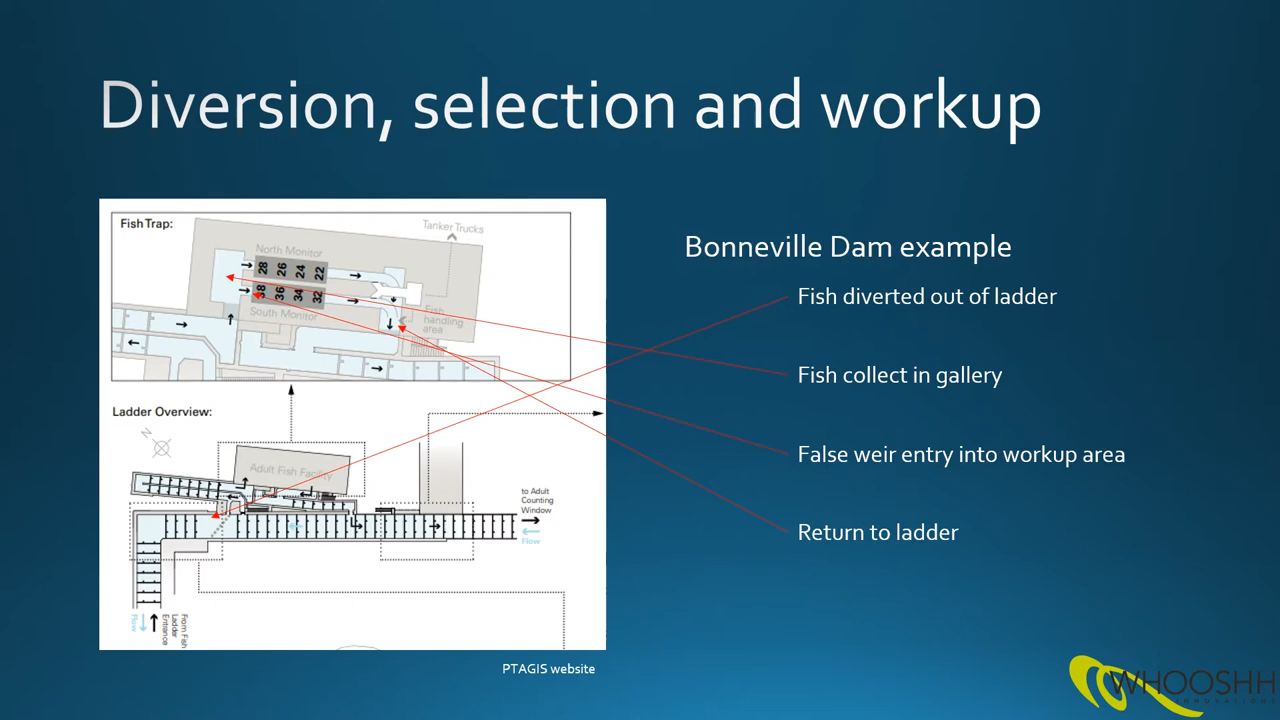 Diversion, selection and workup
Fish Trap:
Tanker Trucks
North Monitor
28 26 24 22
38 36 34 32
South Monitor
Fish
handling
area
Ladder Overview:
N
Adult Fish Facility
to Adult
Counting
Window
Flow
Flow
From Fish
Ladder
Entrance
PTAGIS website
Bonneville Dam example
Fish diverted out of ladder
Fish collect in gallery
False weir entry into workup area
Return to ladder
WHOOSHH
INNOVATIONS